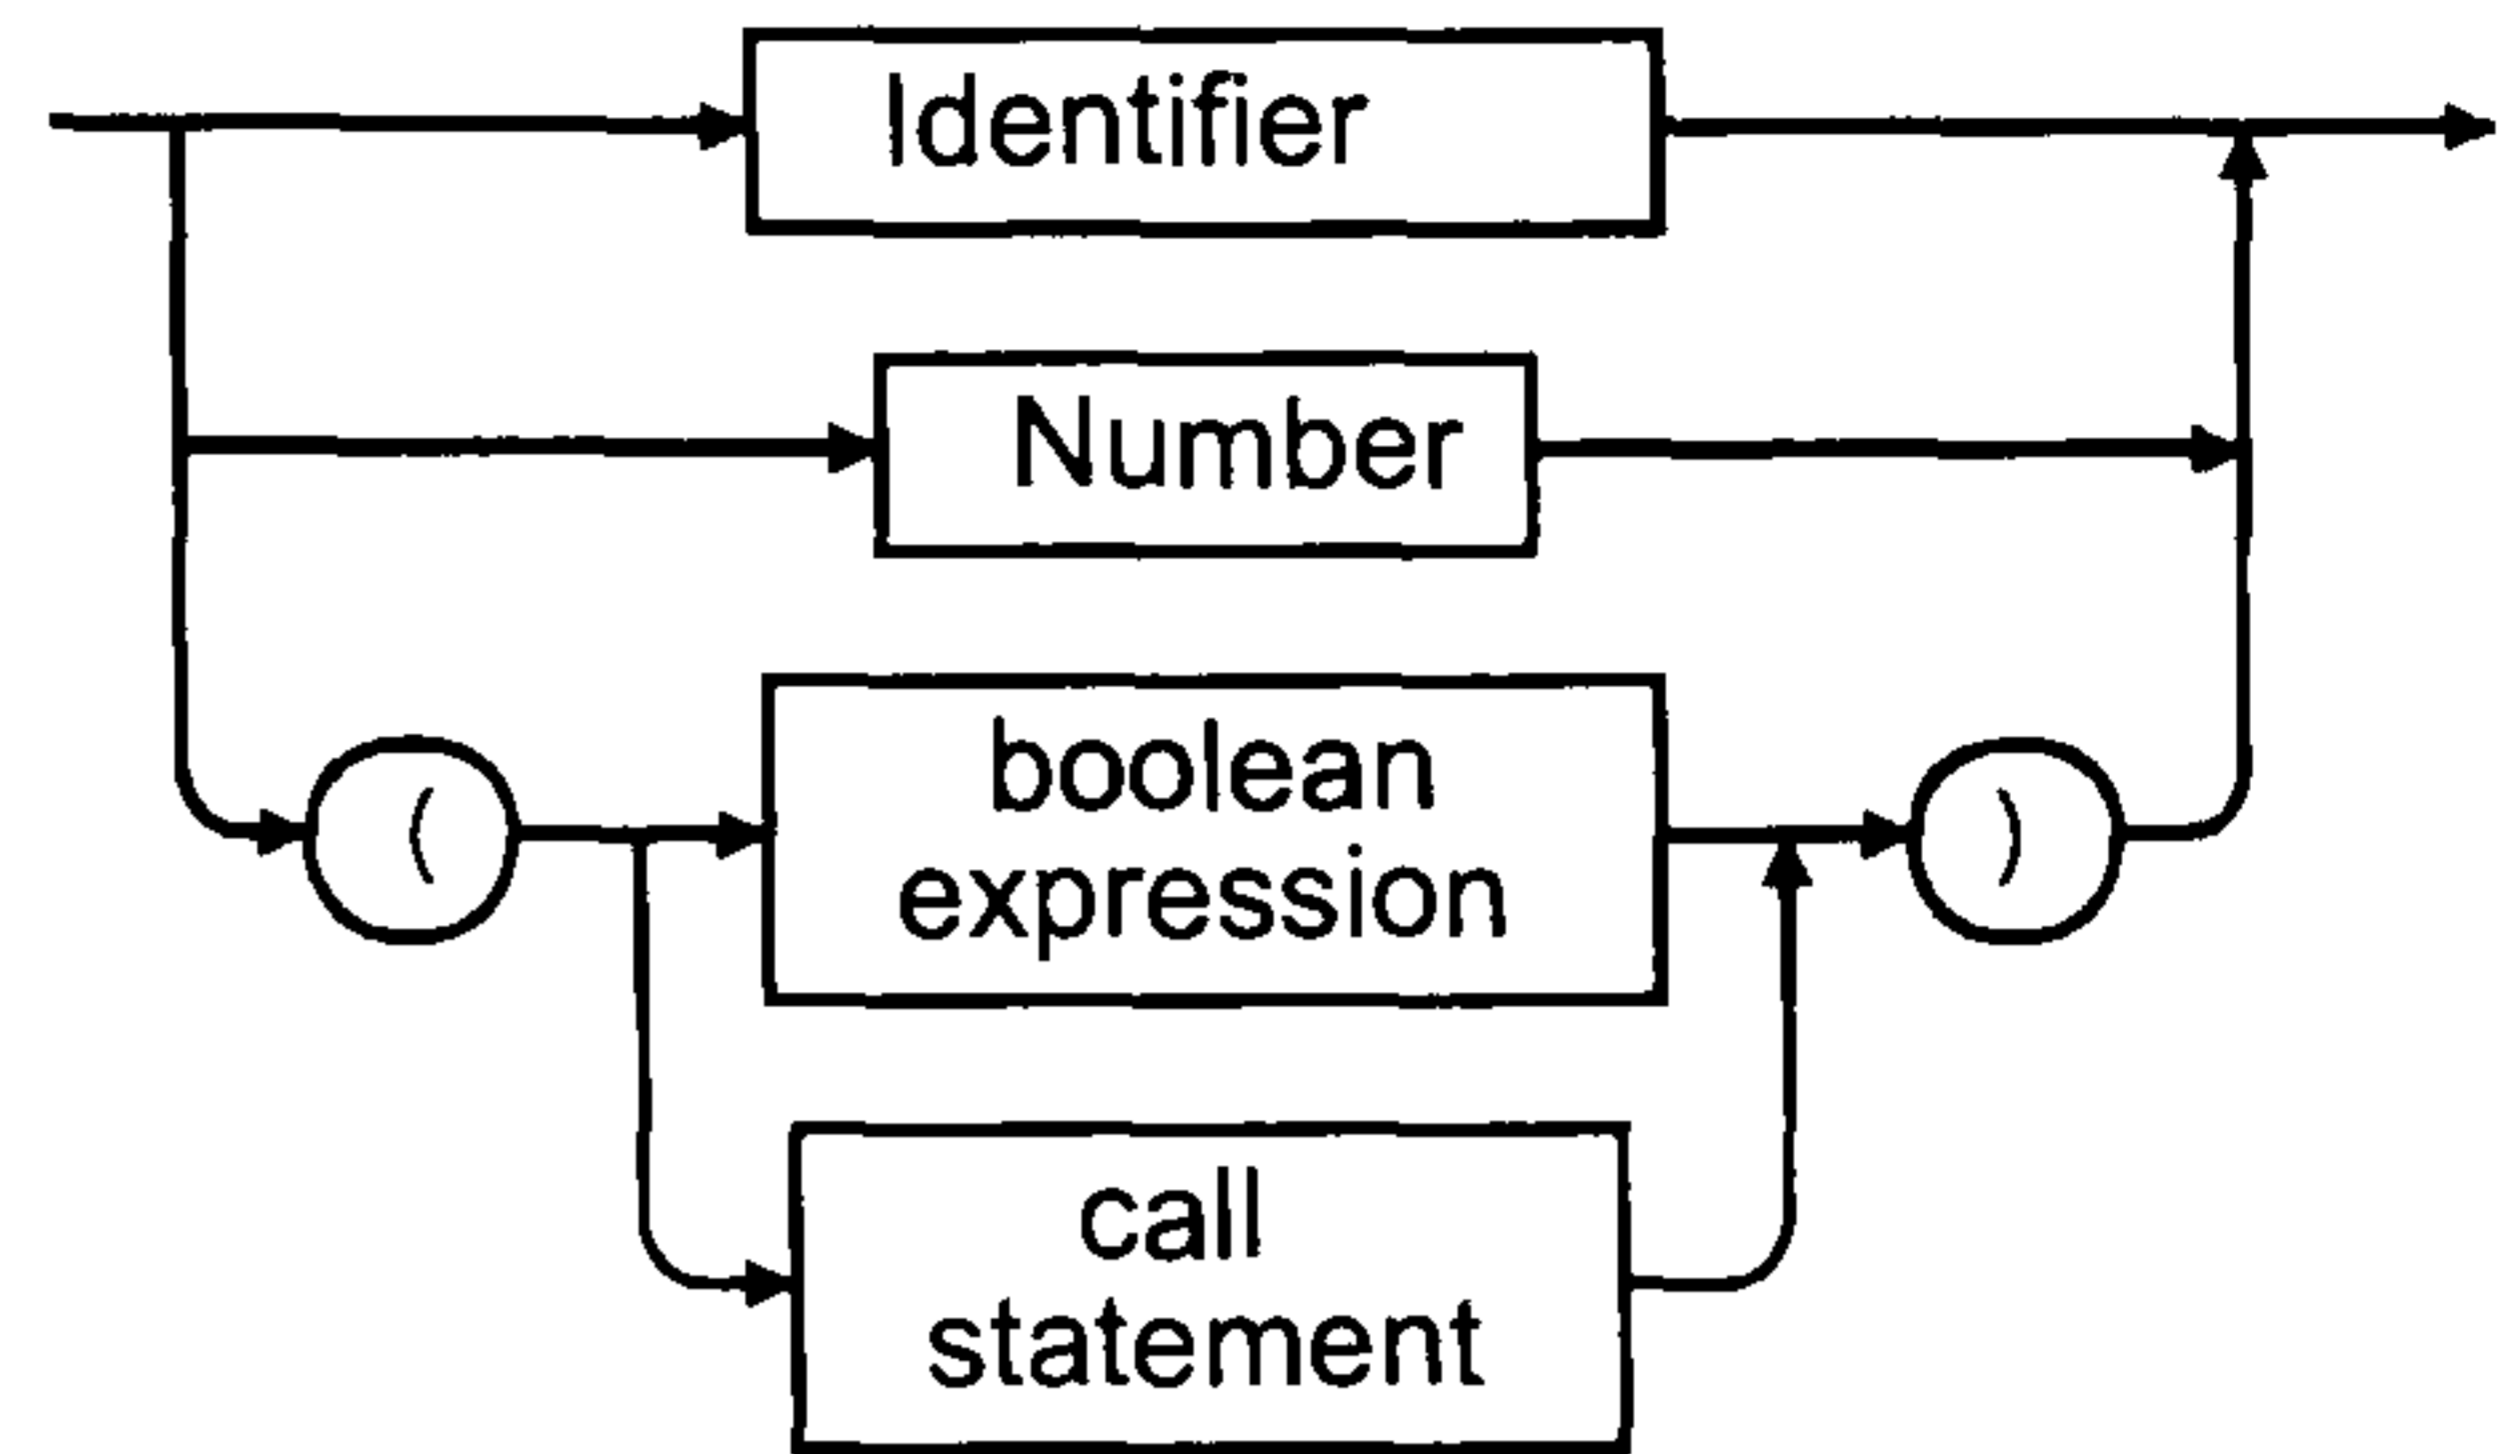 Identifier
Number
(
boolean
expression
)
call
statement